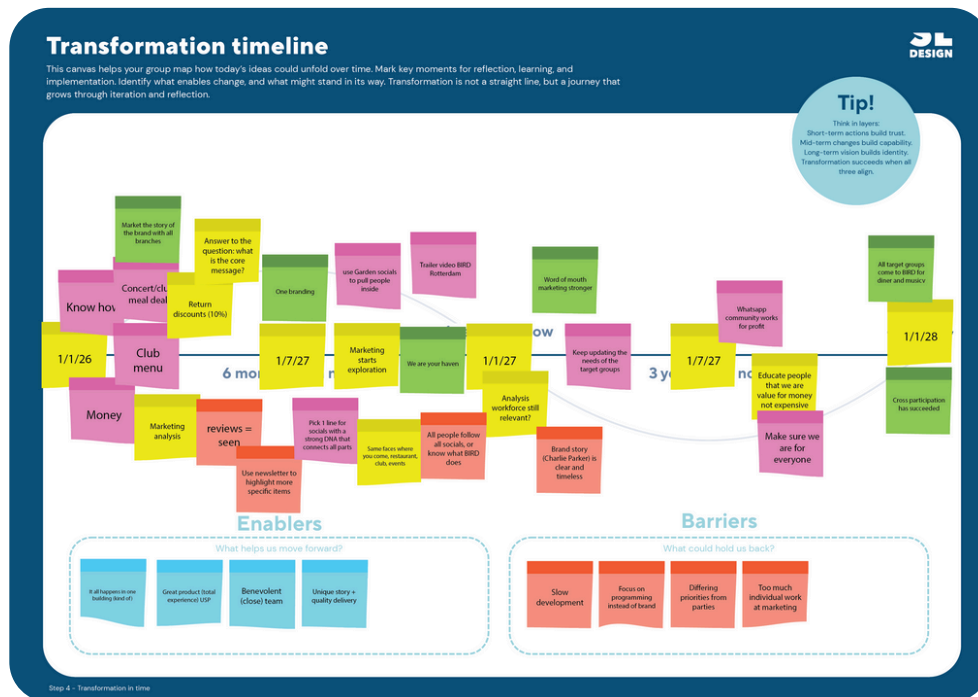 Transformation timeline
This canvas helps your group map how today's ideas could unfold over time. Mark key moments for reflection, learning, and
implementation. Identify what enables change, and what might stand in its way. Transformation is not a straight line, but a journey that
grows through iteration and reflection.
DESIGN
Tip!
Think in layers:
Short-term actions build trust.
Mid-term changes build capability.
Long-term vision builds identity.
Transformation succeeds when all
three align.
Market the story of
the brand with all
branches
Answer to the
question: what
is the core
message?
Know how
Concert/club
meal deal
Return
discounts (10%)
One branding
use Garden socials
to pull people
inside
Trailer video BIRD
Rotterdam
Word of mouth
marketing stronger
All target groups
come to BIRD for
diner and musicv
Whatsapp
community works
for profit
1/1/26
Club
menu
1/7/27
Marketing
starts
exploration
We are your haven
1/1/27
Keep updating the
needs of the
target groups
1/7/27
1/1/28
Educate people
that we are
value for money
not expensive
Cross participation
has succeeded
Money
Marketing
analysis
reviews =
seen
Use newsletter to
highlight more
specific items
Pick 1 line for
socials with a
strong DNA that
connects all parts
Same faces where
you come, restaurant,
club, events
All people follow
all socials, or
know what BIRD
does
Analysis
workforce still
relevant?
Brand story
(Charlie Parker) is
clear and
timeless
Make sure we
are for
everyone
Enablers
What helps us move forward?
It all happens in one
building (kind of)
Great product (total
experience) USP
Benevolent
(close) team
Unique story +
quality delivery
Barriers
What could hold us back?
Slow
development
Focus on
programming
instead of brand
Differing
priorities from
parties
Too much
individual work
at marketing
Step 4 - Transformation in time